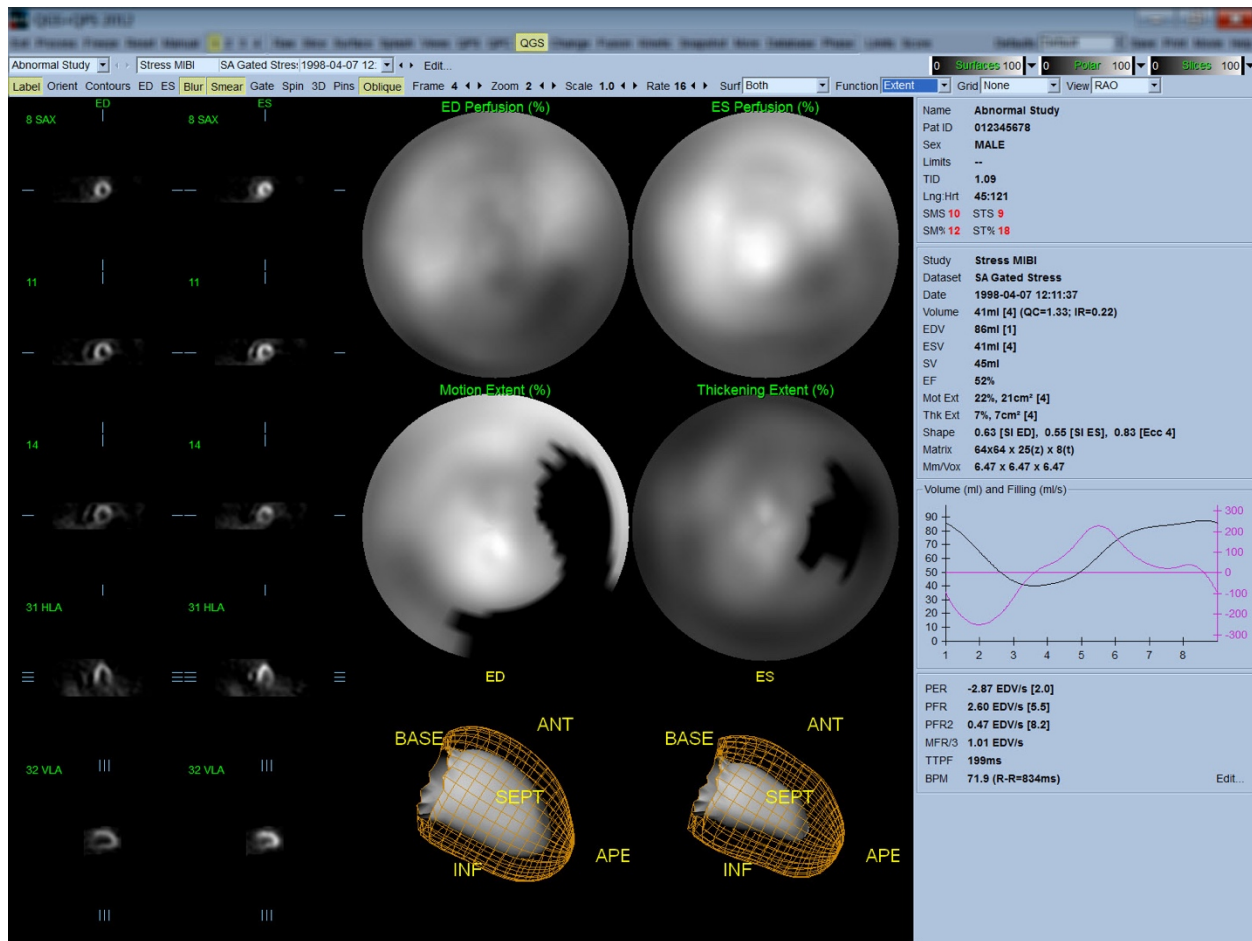 QGS+QPS 2012
QGS
Abnormal Study Stress MIBI SA Gated Stres: 1998-04-07 12: Edit...
0 Surfaces 100 0 Polar 100 0 Slices 100
Label Orient Contours ED ES Blur Smear Gate Spin 3D Pins Oblique Frame 4 Zoom 2 Scale 1.0 Rate 16 Surf Both Function Extent Grid None View RAO
ED ES
8 SAX 8 SAX
11 11
14 14
31 HLA 31 HLA
32 VLA 32 VLA
ED Perfusion (%) ES Perfusion (%)
Motion Extent (%) Thickening Extent (%)
ED ES
BASE ANT SEPT INF APE
BASE ANT SEPT INF APE
Name Abnormal Study
Pat ID 012345678
Sex MALE
Limits --
TID 1.09
Lng:Hrt 45:121
SMS 10 STS 9
SM% 12 ST% 18
Study Stress MIBI
Dataset SA Gated Stress
Date 1998-04-07 12:11:37
Volume 41ml [4] (QC=1.33; IR=0.22)
EDV 86ml [1]
ESV 41ml [4]
SV 45ml
EF 52%
Mot Ext 22%, 21cm² [4]
Thk Ext 7%, 7cm² [4]
Shape 0.63 [SI ED], 0.55 [SI ES], 0.83 [Ecc 4]
Matrix 64x64 x 25(z) x 8(t)
Mm/Vox 6.47 x 6.47 x 6.47
Volume (ml) and Filling (ml/s)
90 300
80 200
70
60 100
50 0
40
30 -100
20 -200
10
0 -300
1 2 3 4 5 6 7 8
PER -2.87 EDV/s [2.0]
PFR 2.60 EDV/s [5.5]
PFR2 0.47 EDV/s [8.2]
MFR/3 1.01 EDV/s
TTPF 199ms
BPM 71.9 (R-R=834ms) Edit...